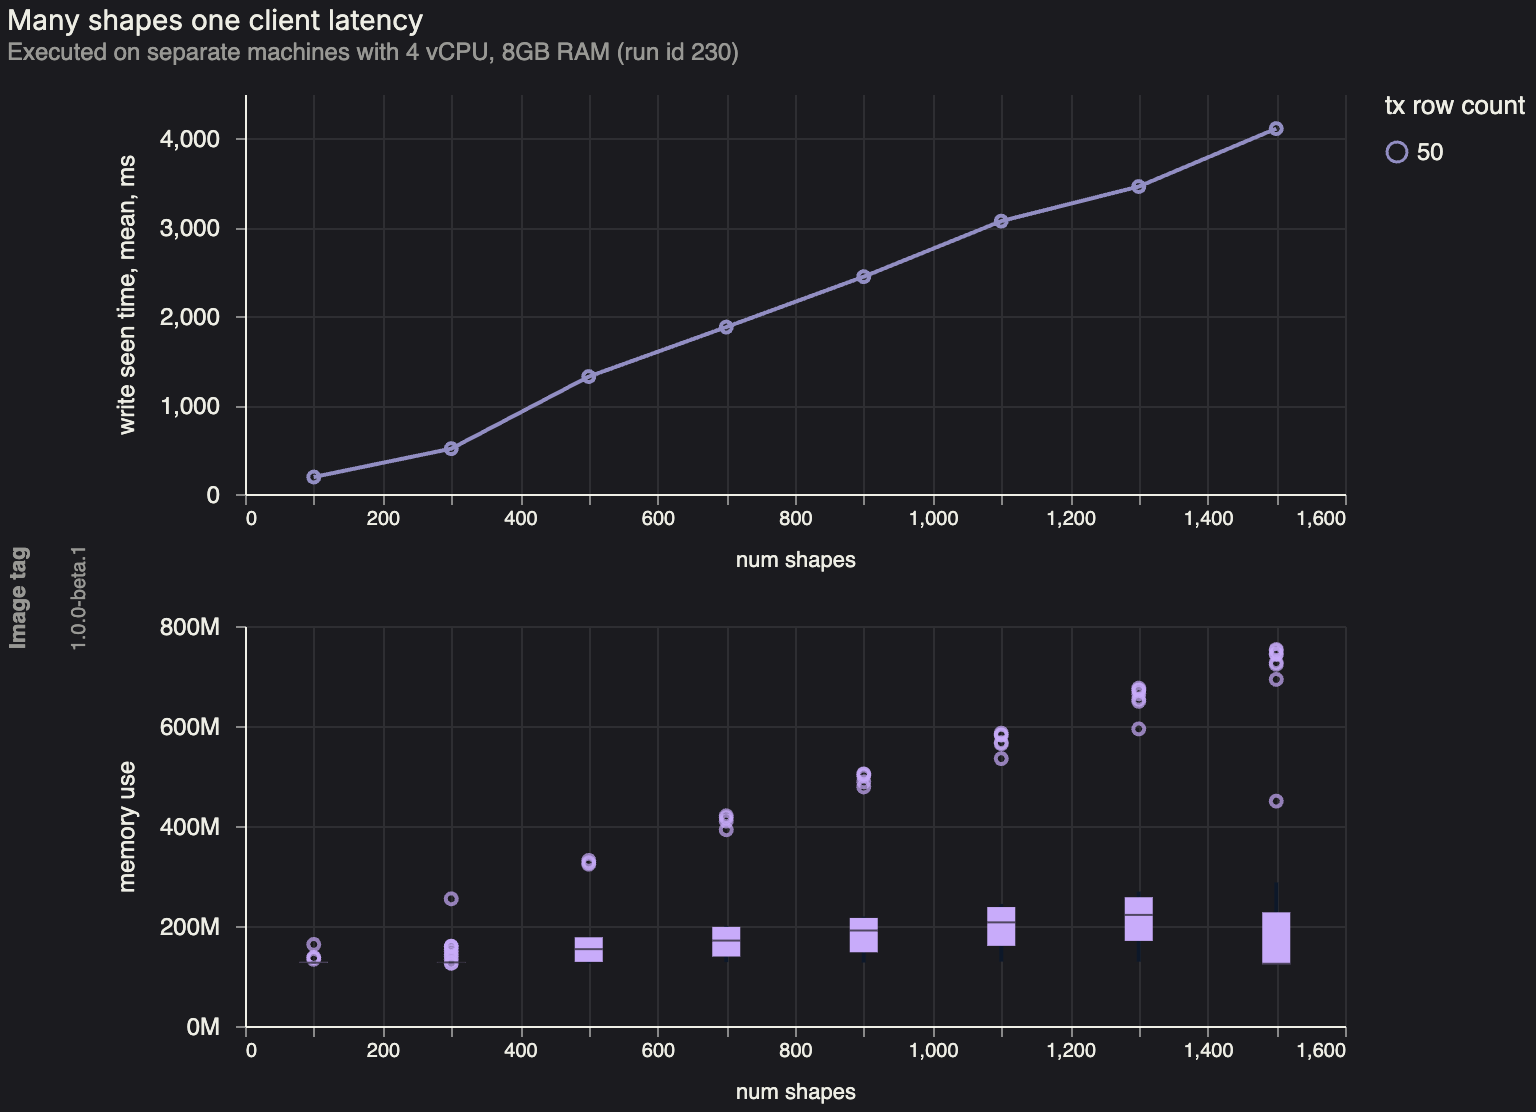 Many shapes one client latency
Executed on separate machines with 4 vCPU, 8GB RAM (run id 230)
tx row count
50
write seen time, mean, ms
4,000
3,000
2,000
1,000
0
0 200 400 600 800 1,000 1,200 1,400 1,600
num shapes
Image tag
1.0.0-beta.1
memory use
800M
600M
400M
200M
0M
0 200 400 600 800 1,000 1,200 1,400 1,600
num shapes